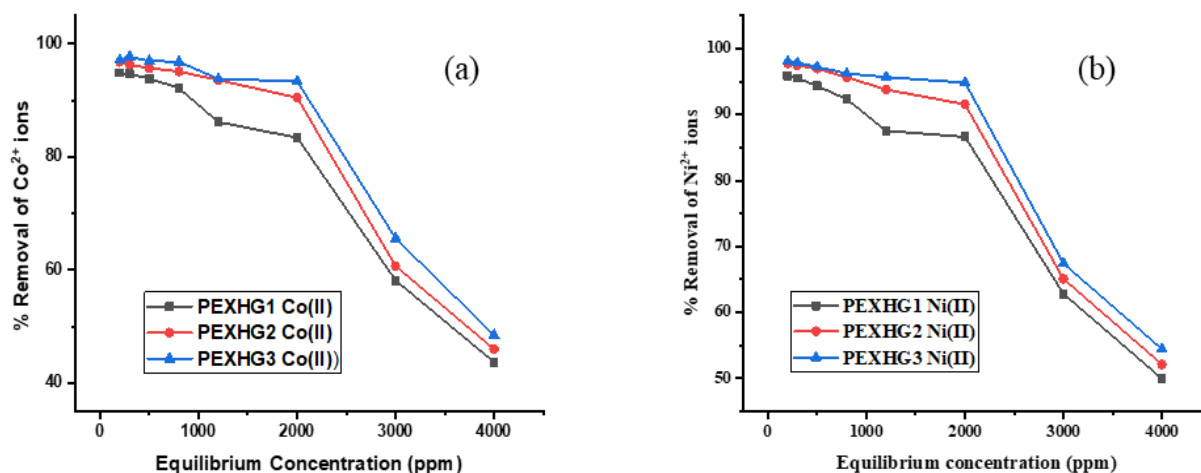 % Removal of Co²⁺ ions
100
80
60
40
(a)
PEXHG1 Co(II)
PEXHG2 Co(II)
PEXHG3 Co(II))
0
1000
2000
3000
4000
Equilibrium Concentration (ppm)
% Removal of Ni²⁺ ions
100
90
80
70
60
50
(b)
PEXHG1 Ni(II)
PEXHG2 Ni(II)
PEXHG3 Ni(II)
0
1000
2000
3000
4000
Equilibrium concentration (ppm)